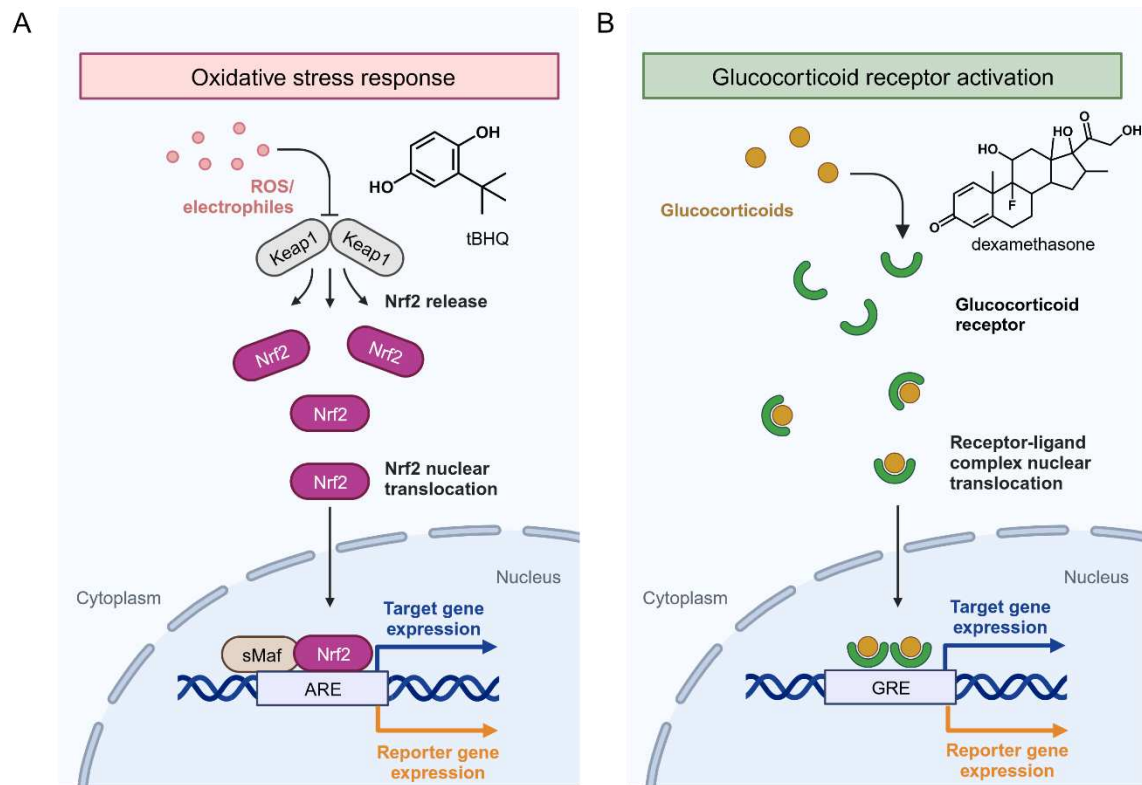 A
Oxidative stress response
ROS/
electrophiles
OH
HO
tBHQ
Keap1
Keap1
Nrf2 release
Nrf2
Nrf2
Nrf2
Nrf2
Nrf2 nuclear
translocation
Cytoplasm
Nucleus
Target gene
expression
sMaf
Nrf2
ARE
Reporter gene
expression
B
Glucocorticoid receptor activation
Glucocorticoids
O
OH
OH
HO
F
O
dexamethasone
Glucocorticoid
receptor
Receptor-ligand
complex nuclear
translocation
Cytoplasm
Nucleus
Target gene
expression
GRE
Reporter gene
expression